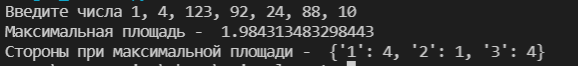 Введите числа 1, 4, 123, 92, 24, 88, 10
Максимальная площадь -  1.984313483298443
Стороны при максимальной площади -  {'1': 4, '2': 1, '3': 4}